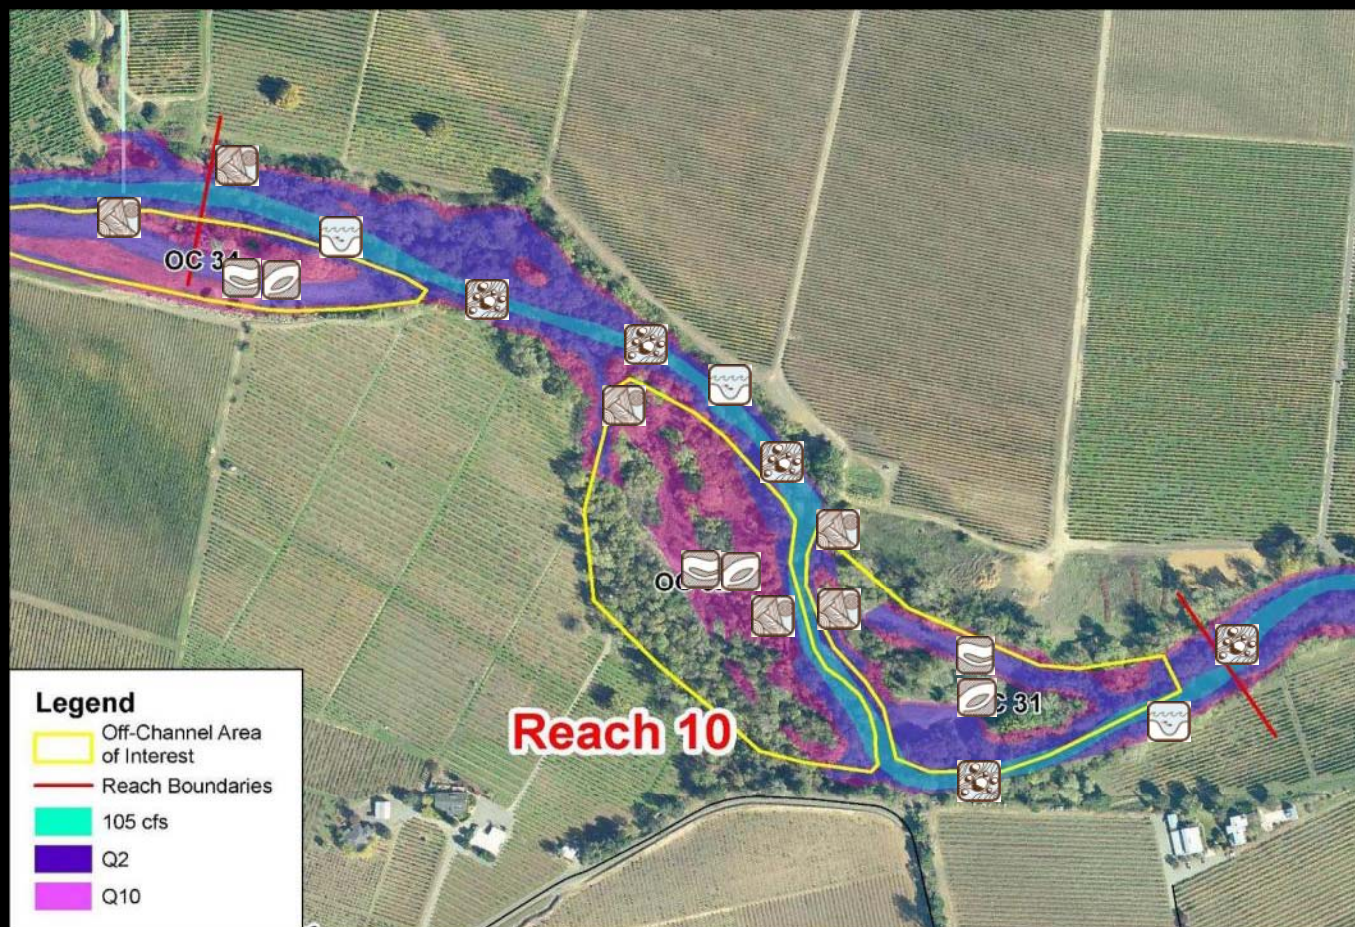 OC 34
OC
C 31
Reach 10
Legend
Off-Channel Area
of Interest
Reach Boundaries
105 cfs
Q2
Q10